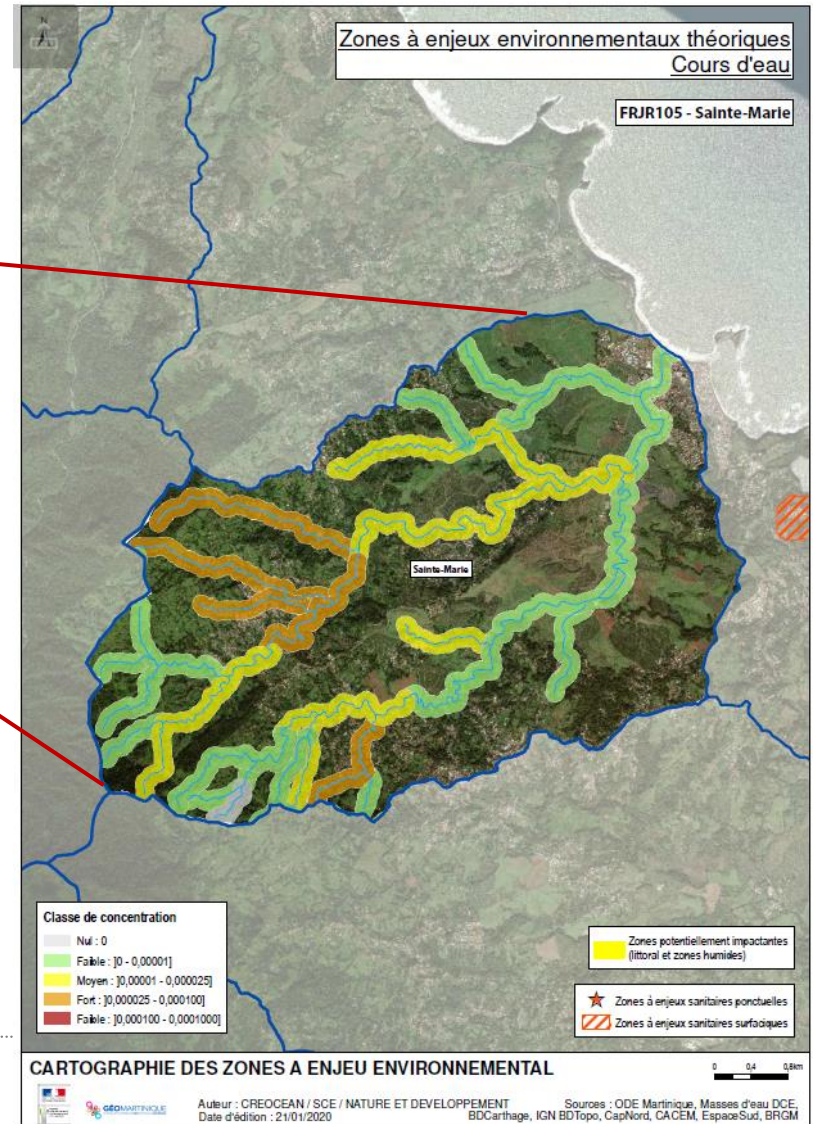 N
Zones à enjeux environnementaux théoriques
Cours d'eau
FRJR105 - Sainte-Marie
Sainte-Marie
Classe de concentration
Nul : 0
Faible : ]0 - 0,00001]
Moyen : ]0,00001 - 0,000025]
Fort : ]0,000025 - 0,000100]
Faible : ]0,000100 - 0,0001000]
Zones potentiellement impactantes
(littoral et zones humides)
Zones à enjeux sanitaires ponctuelles
Zones à enjeux sanitaires surfaciques
...
CARTOGRAPHIE DES ZONES A ENJEU ENVIRONNEMENTAL
0 0,4 0,8km
GÉOMARTINIQUE
Auteur : CREOCEAN / SCE / NATURE ET DEVELOPPEMENT
Date d'édition : 21/01/2020
Sources : ODE Martinique, Masses d'eau DCE,
BDCarthage, IGN BDTopo, CapNord, CACEM, EspaceSud, BRGM